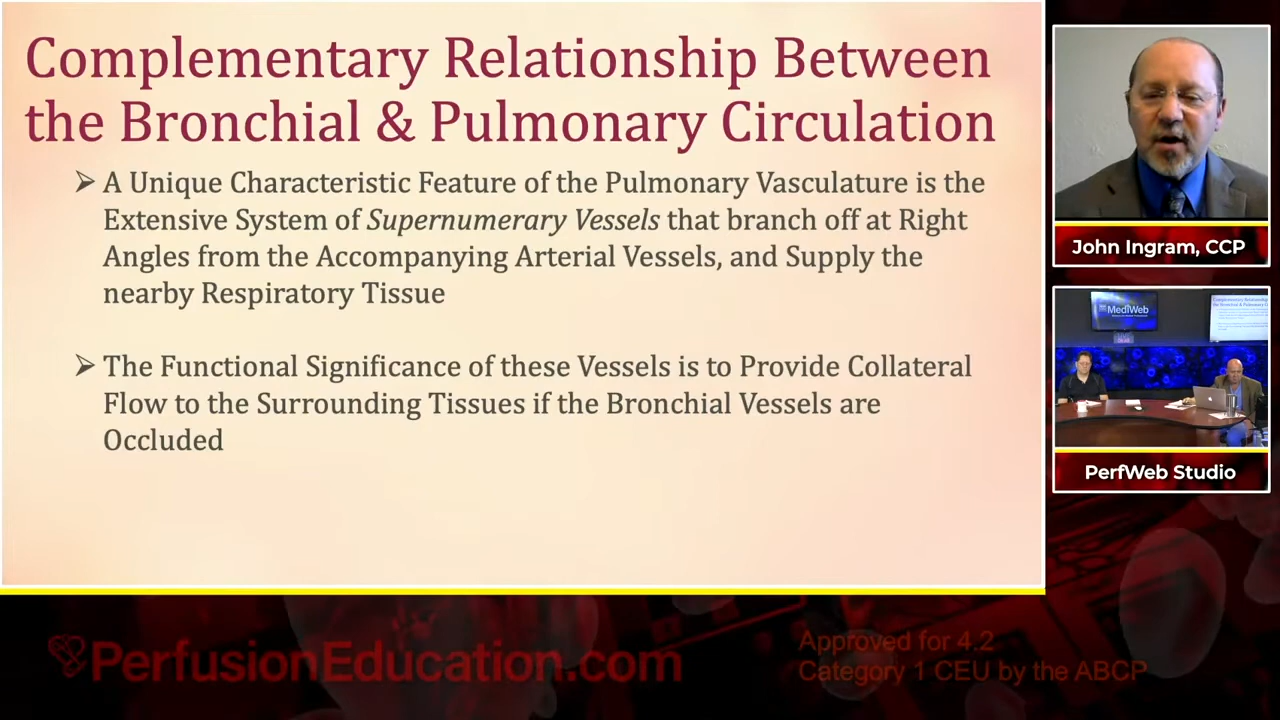 Complementary Relationship Between
the Bronchial & Pulmonary Circulation
➢ A Unique Characteristic Feature of the Pulmonary Vasculature is the
Extensive System of Supernumerary Vessels that branch off at Right
Angles from the Accompanying Arterial Vessels, and Supply the
nearby Respiratory Tissue
➢ The Functional Significance of these Vessels is to Provide Collateral
Flow to the Surrounding Tissues if the Bronchial Vessels are
Occluded
John Ingram, CCP
MediWeb
PerfWeb Studio
PerfusionEducation.com
Approved for 4.2
Category 1 CEU by the ABCP